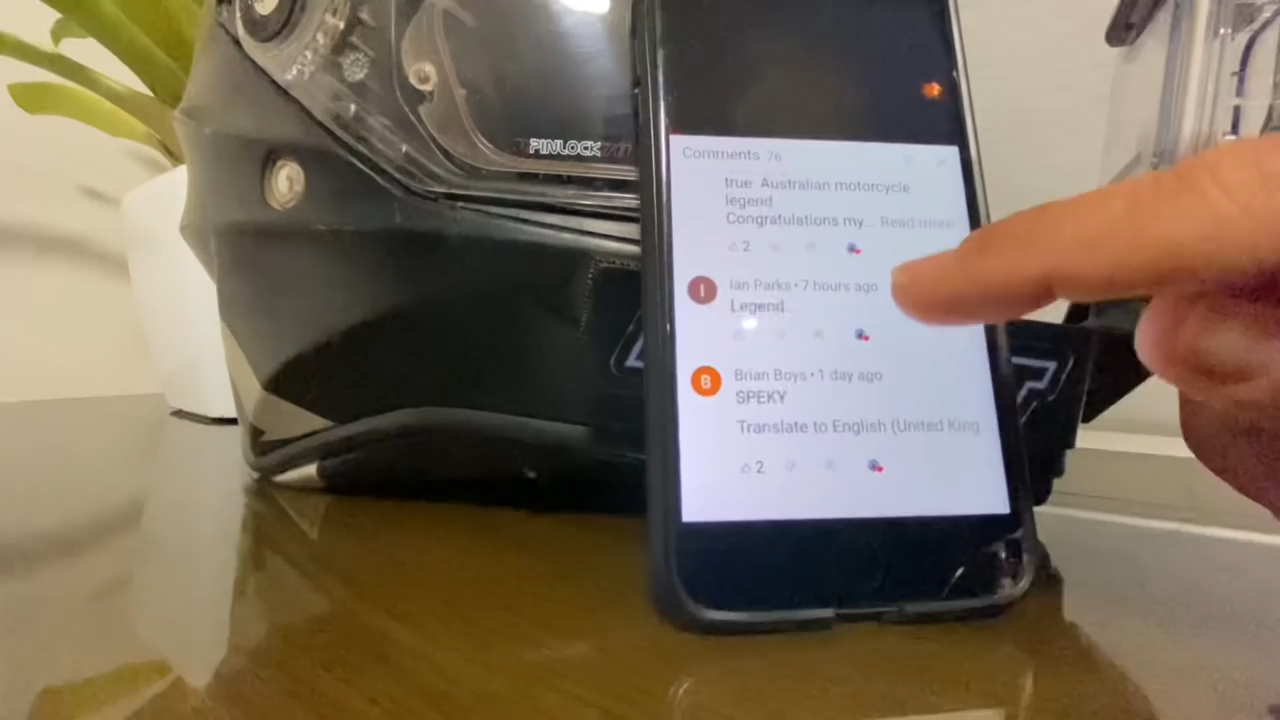 PINLOCK
Comments 76
true Australian motorcycle
legend
Congratulations my... Read more
2
I
Ian Parks • 7 hours ago
Legend.
B
Brian Boys • 1 day ago
SPEKY
Translate to English (United King
2